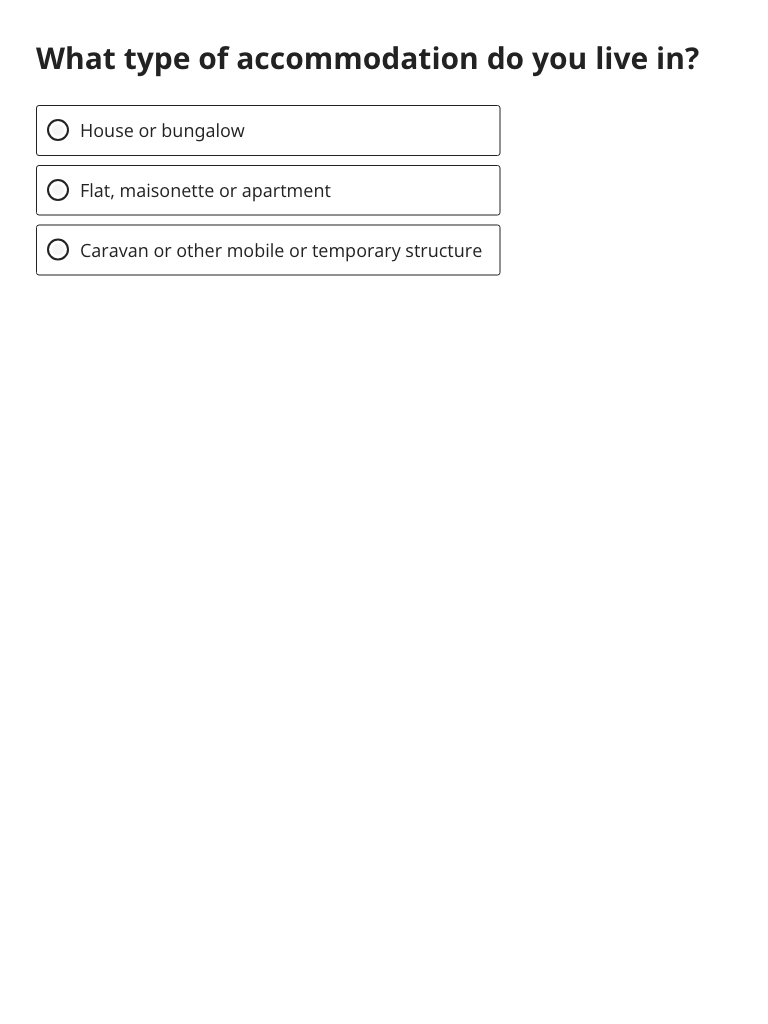 What type of accommodation do you live in?
House or bungalow
Flat, maisonette or apartment
Caravan or other mobile or temporary structure